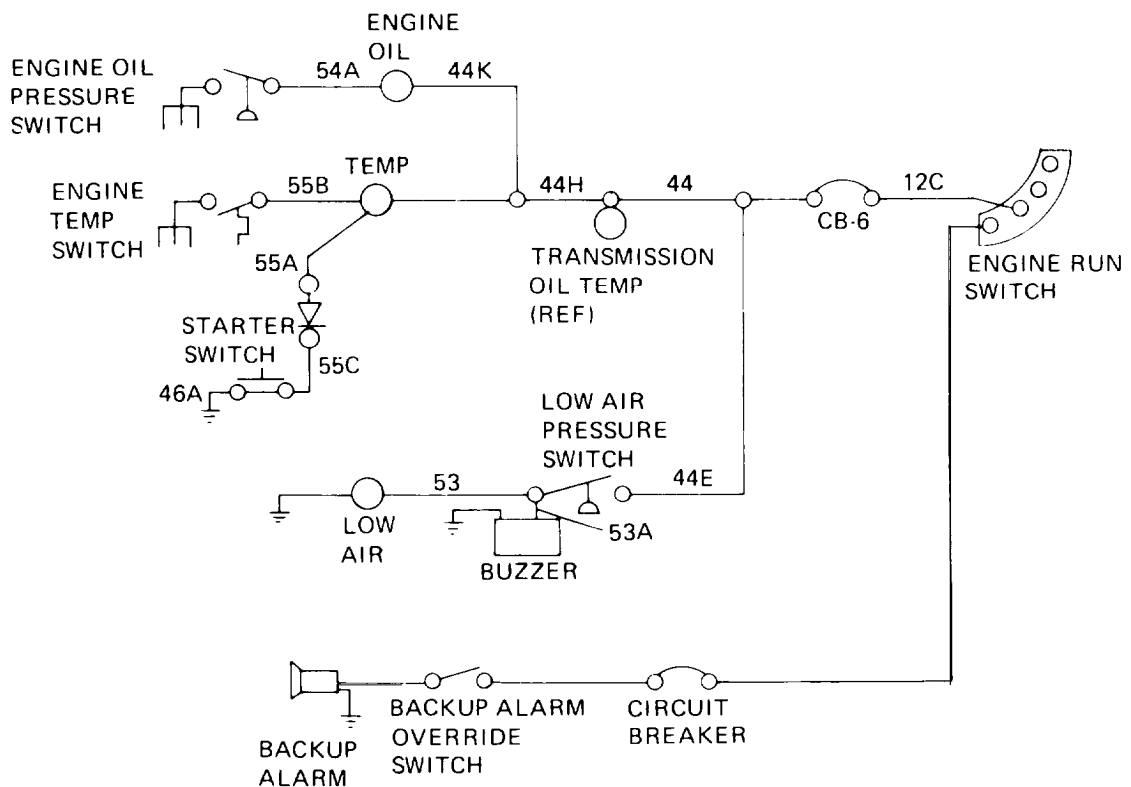 ENGINE
OIL
ENGINE OIL
PRESSURE
SWITCH
54A
44K
TEMP
ENGINE
TEMP
SWITCH
55B
44H
44
12C
CB-6
TRANSMISSION
OIL TEMP
(REF)
ENGINE RUN
SWITCH
55A
STARTER
SWITCH
55C
46A
LOW AIR
PRESSURE
SWITCH
53
44E
LOW
AIR
53A
BUZZER
BACKUP
ALARM
BACKUP ALARM
OVERRIDE
SWITCH
CIRCUIT
BREAKER